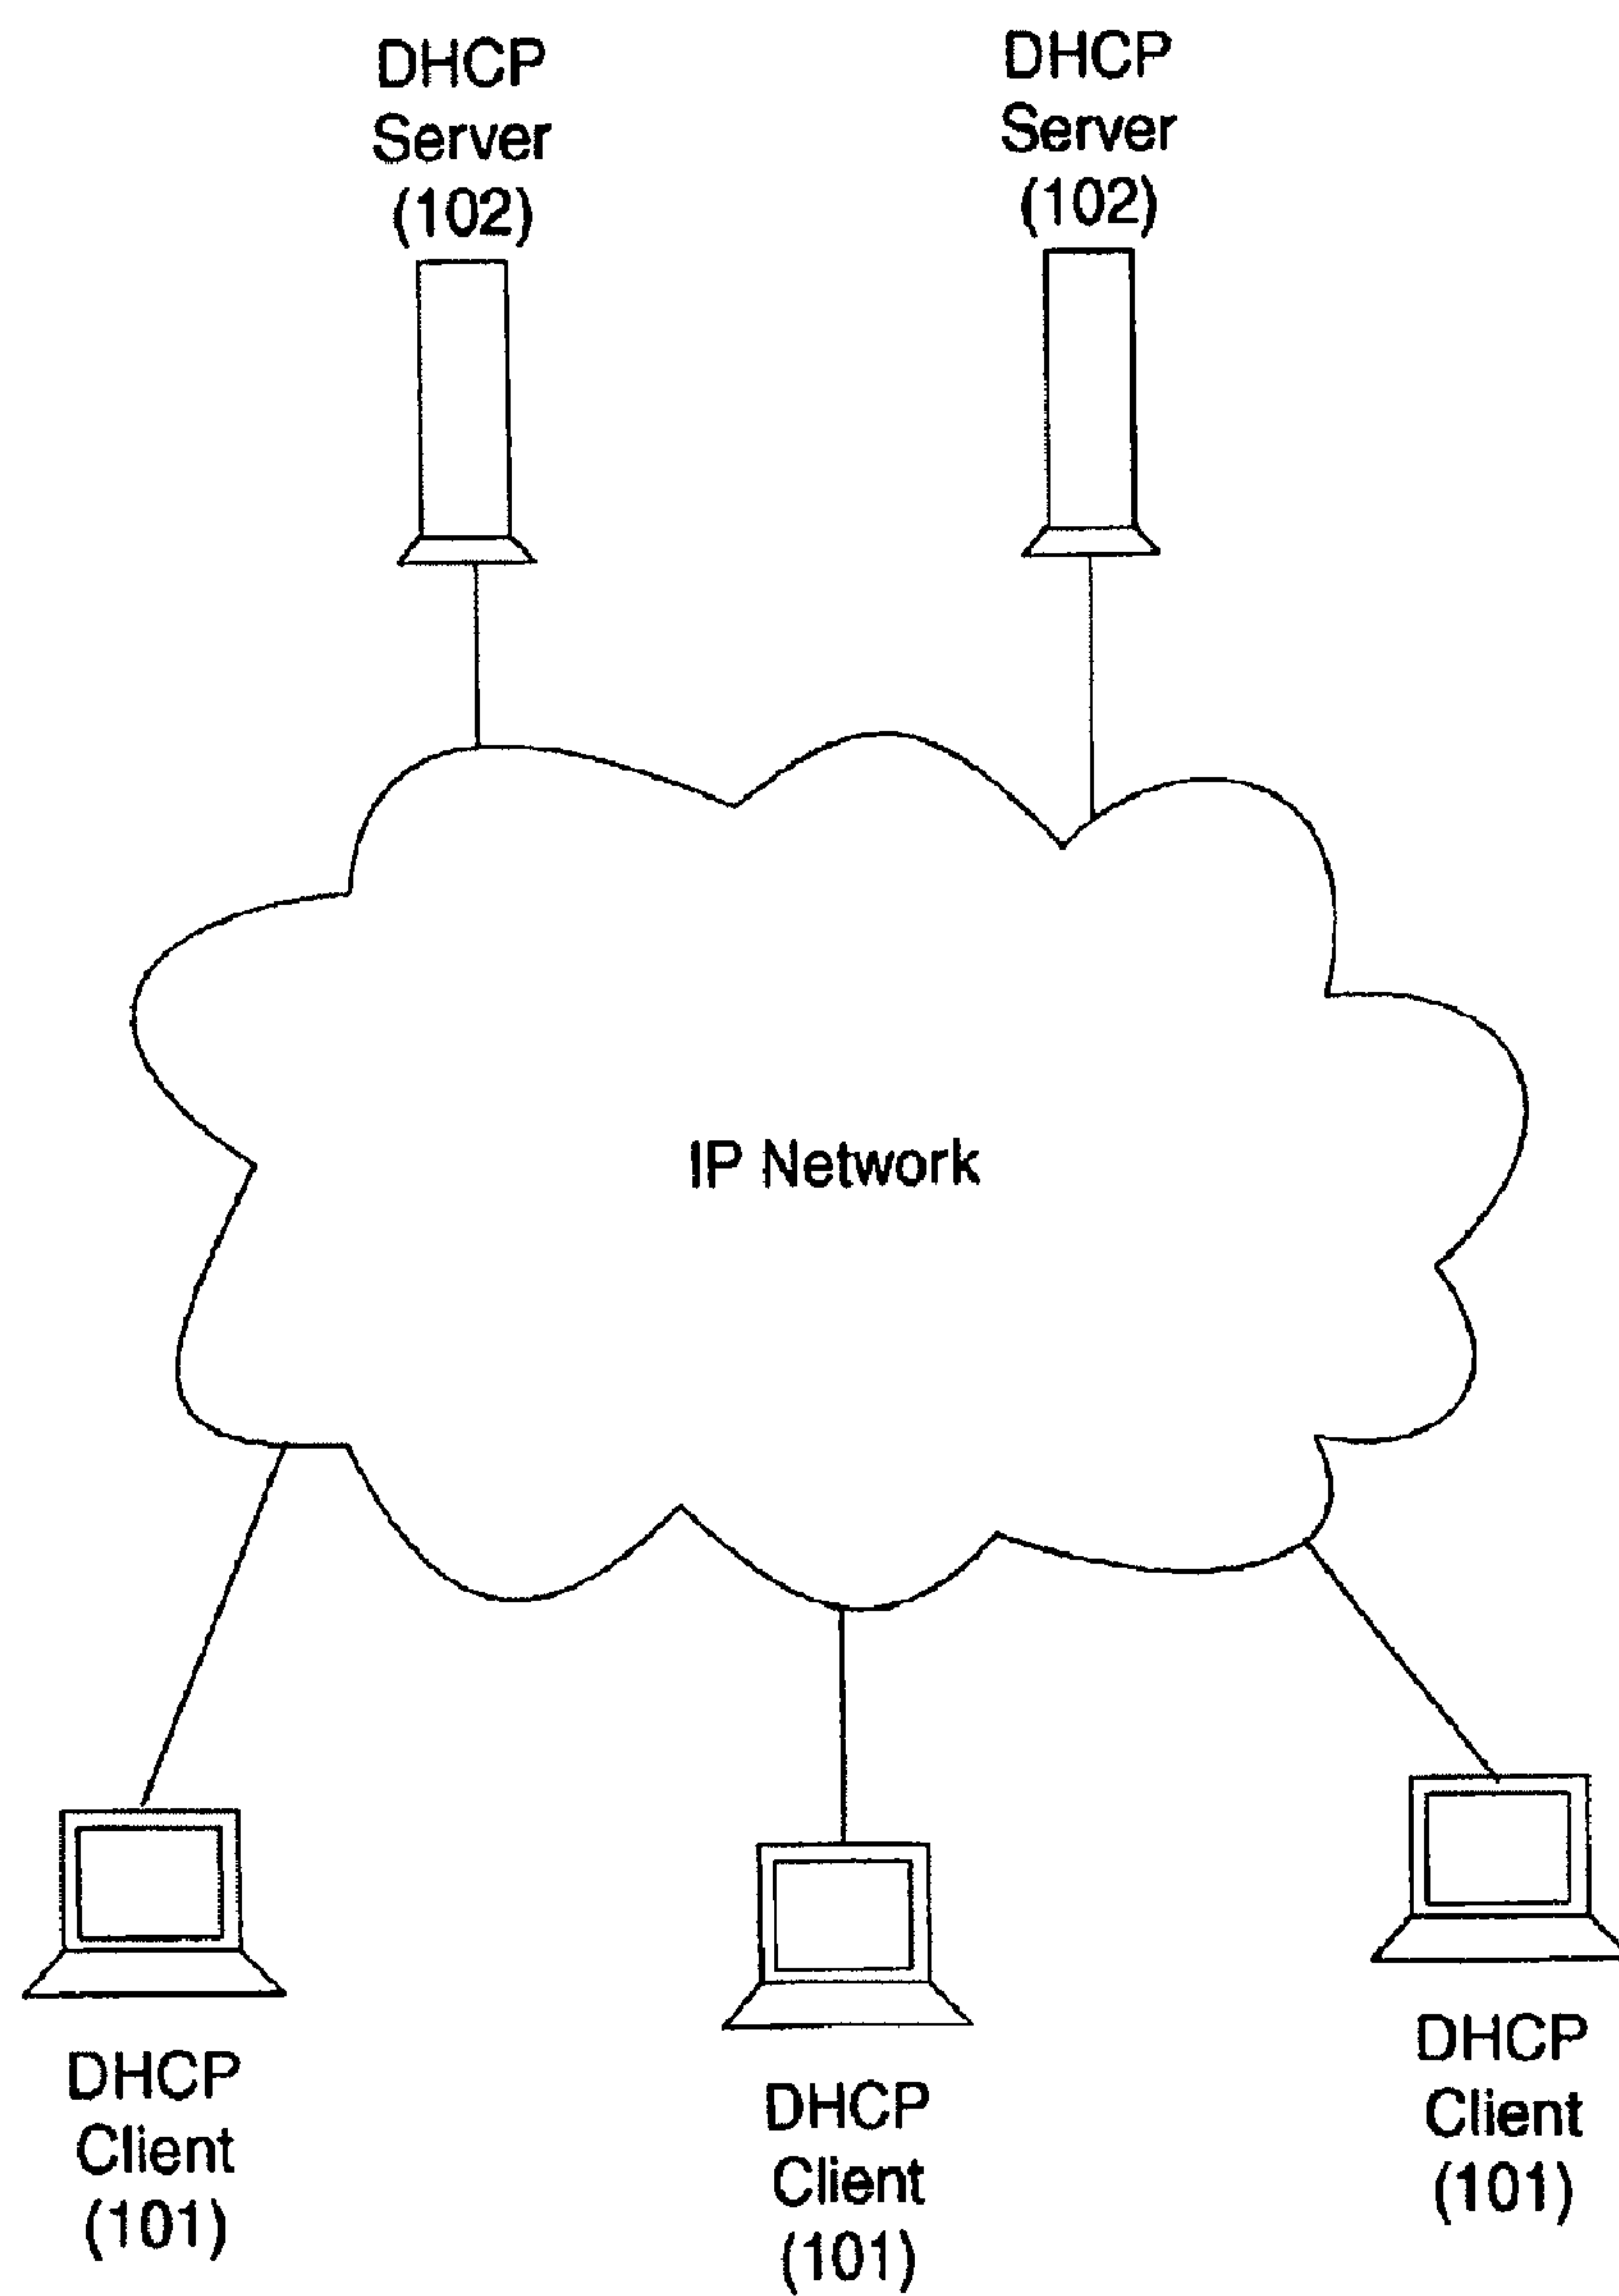 DHCP
Server
(102)
DHCP
Server
(102)
IP Network
DHCP
Client
(101)
DHCP
Client
(101)
DHCP
Client
(101)